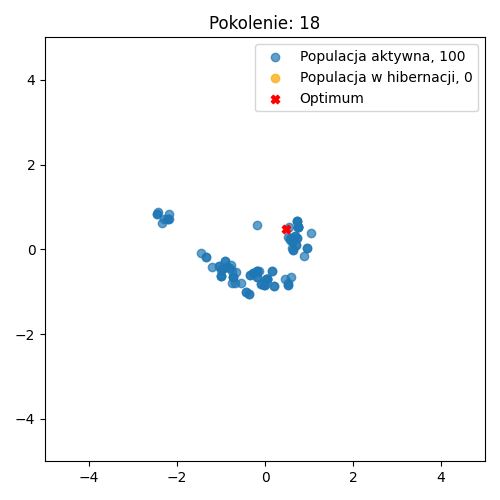 Pokolenie: 18
Populacja aktywna, 100
Populacja w hibernacji, 0
Optimum
4
2
0
−2
−4
−4 −2 0 2 4